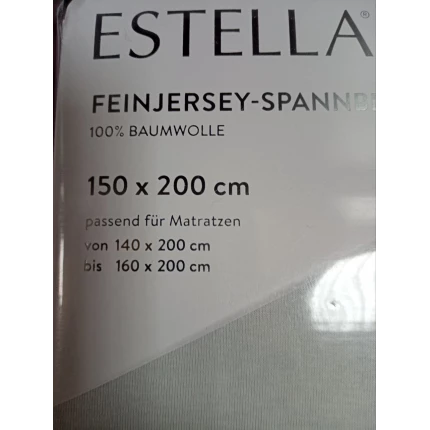 ESTELLA®
FEINJERSEY-SPANNB
100% BAUMWOLLE
150 x 200 cm
passend für Matratzen
von 140 x 200 cm
bis 160 x 200 cm